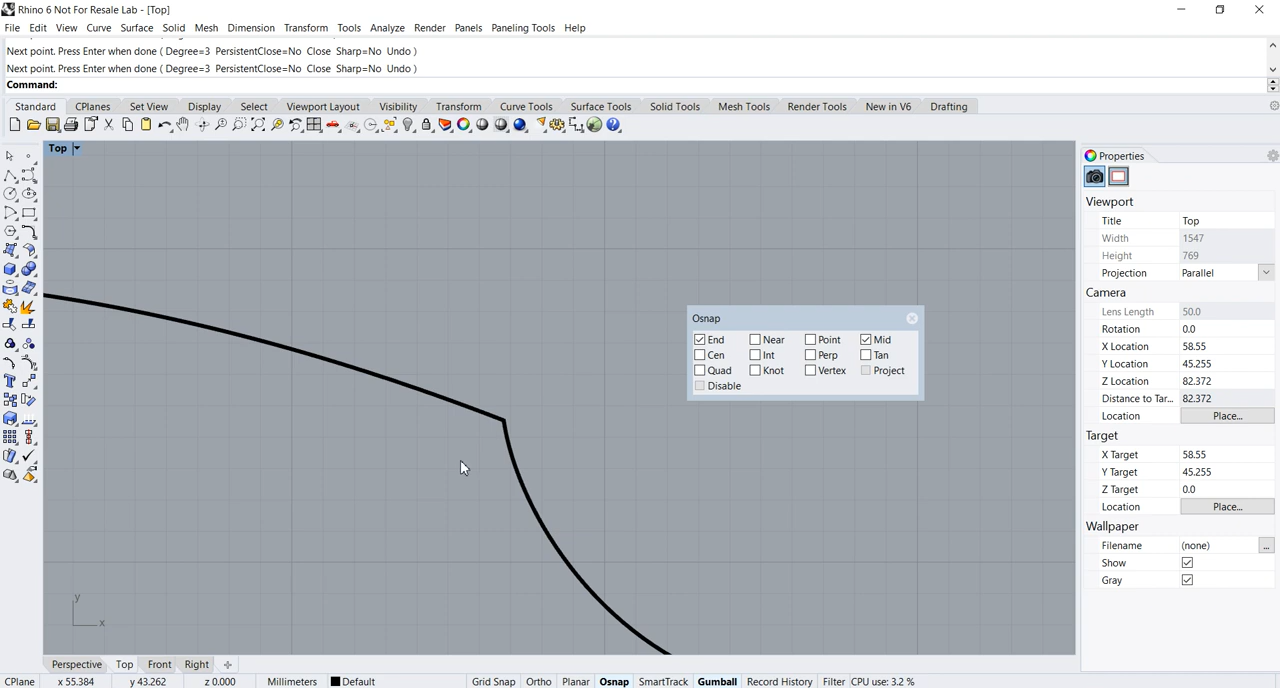 Rhino 6 Not For Resale Lab - [Top]
File Edit View Curve Surface Solid Mesh Dimension Transform Tools Analyze Render Panels Paneling Tools Help
Next point. Press Enter when done ( Degree=3 PersistentClose=No Close Sharp=No Undo )
Next point. Press Enter when done ( Degree=3 PersistentClose=No Close Sharp=No Undo )
Command:
Standard CPlanes Set View Display Select Viewport Layout Visibility Transform Curve Tools Surface Tools Solid Tools Mesh Tools Render Tools New in V6 Drafting
Top
Osnap
End Near Point Mid
Cen Int Perp Tan
Quad Knot Vertex Project
Disable
y
x
Properties
Viewport
Title Top
Width 1547
Height 769
Projection Parallel
Camera
Lens Length 50.0
Rotation 0.0
X Location 58.55
Y Location 45.255
Z Location 82.372
Distance to Tar... 82.372
Location Place...
Target
X Target 58.55
Y Target 45.255
Z Target 0.0
Location Place...
Wallpaper
Filename (none) ...
Show
Gray
Perspective Top Front Right
CPlane x 55.384 y 43.262 z 0.000 Millimeters Default Grid Snap Ortho Planar Osnap SmartTrack Gumball Record History Filter CPU use: 3.2 %